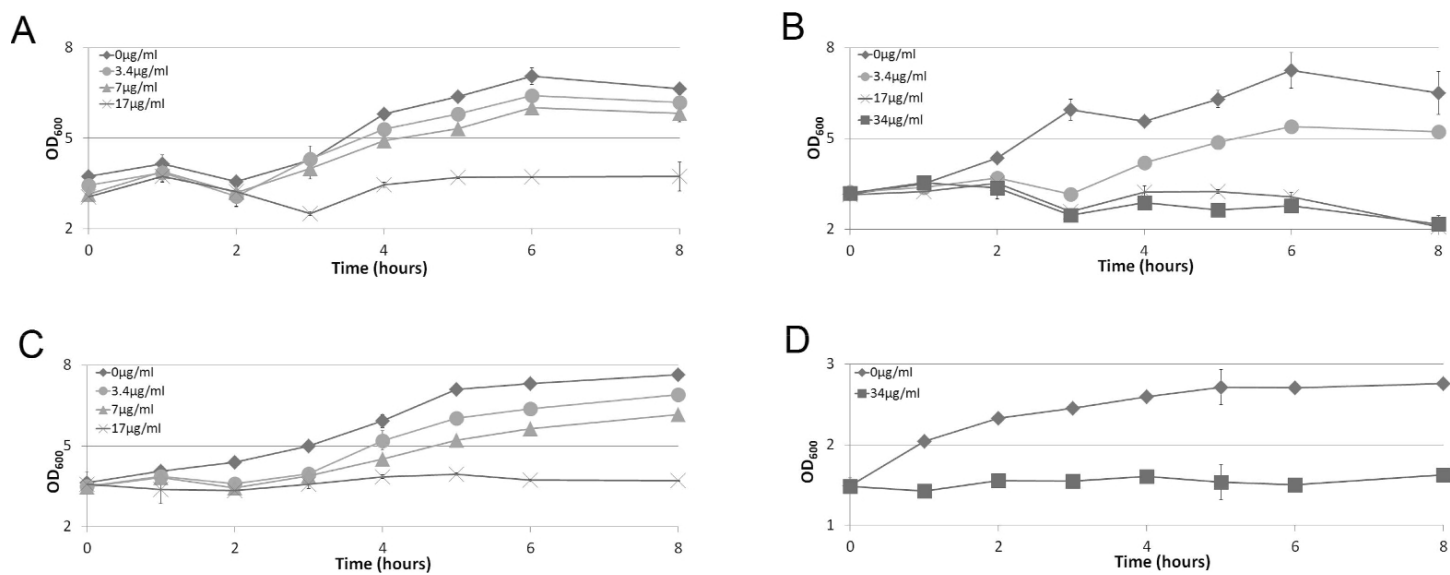 A
8
0µg/ml
3.4µg/ml
7µg/ml
17µg/ml
OD600
5
2
0 2 4 6 8
Time (hours)
B
8
0µg/ml
3.4µg/ml
17µg/ml
34µg/ml
OD600
5
2
0 2 4 6 8
Time (hours)
C
8
0µg/ml
3.4µg/ml
7µg/ml
17µg/ml
OD600
5
2
0 2 4 6 8
Time (hours)
D
3
0µg/ml
34µg/ml
OD600
2
1
0 2 4 6 8
Time (hours)